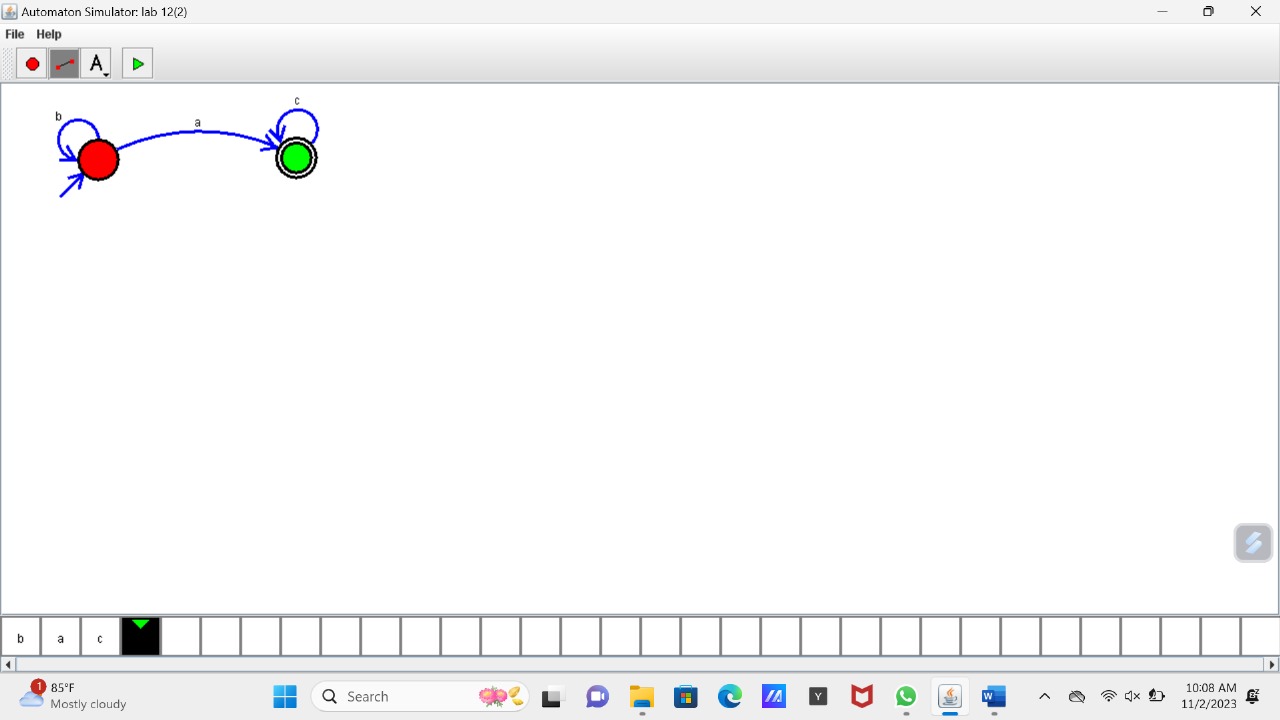 Automaton Simulator: lab 12(2)
File Help
A
c
b
a
b a c
1
85°F
Mostly cloudy
Search
Y
W
10:08 AM
11/2/2023